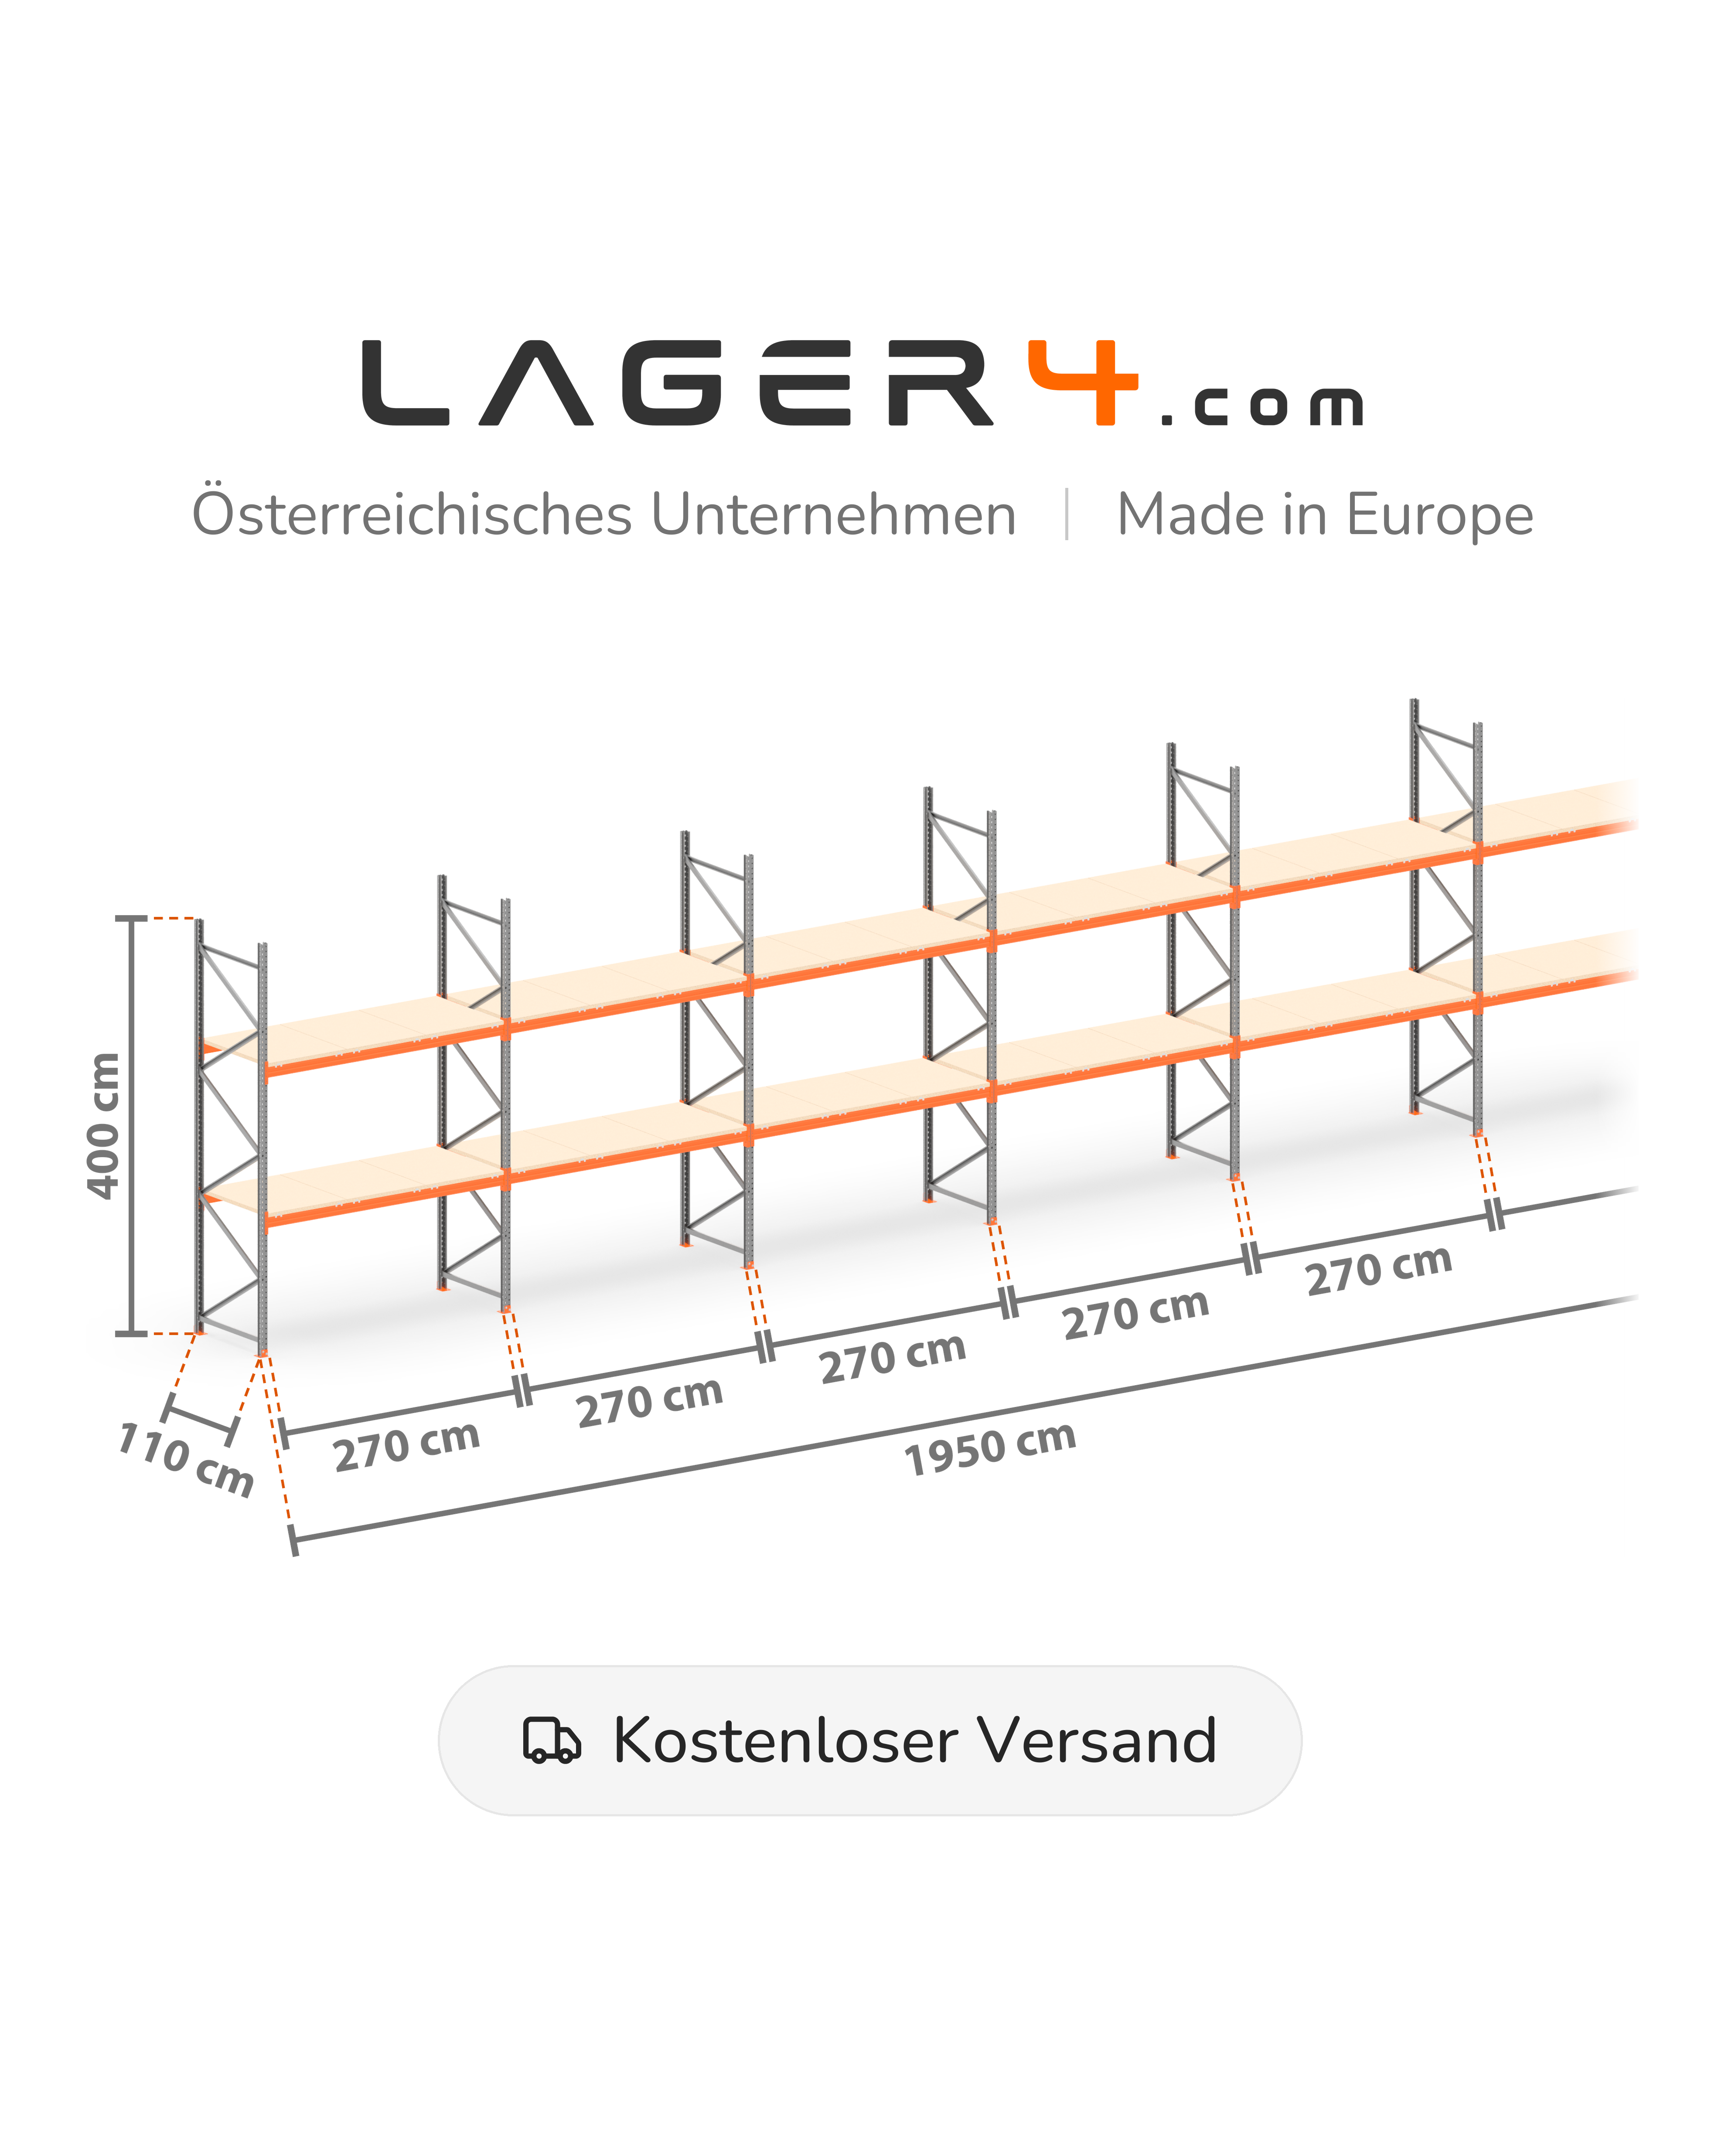 LAGER4.com
Österreichisches Unternehmen | Made in Europe
400 cm
110 cm
270 cm
270 cm
270 cm
270 cm
270 cm
1950 cm
Kostenloser Versand